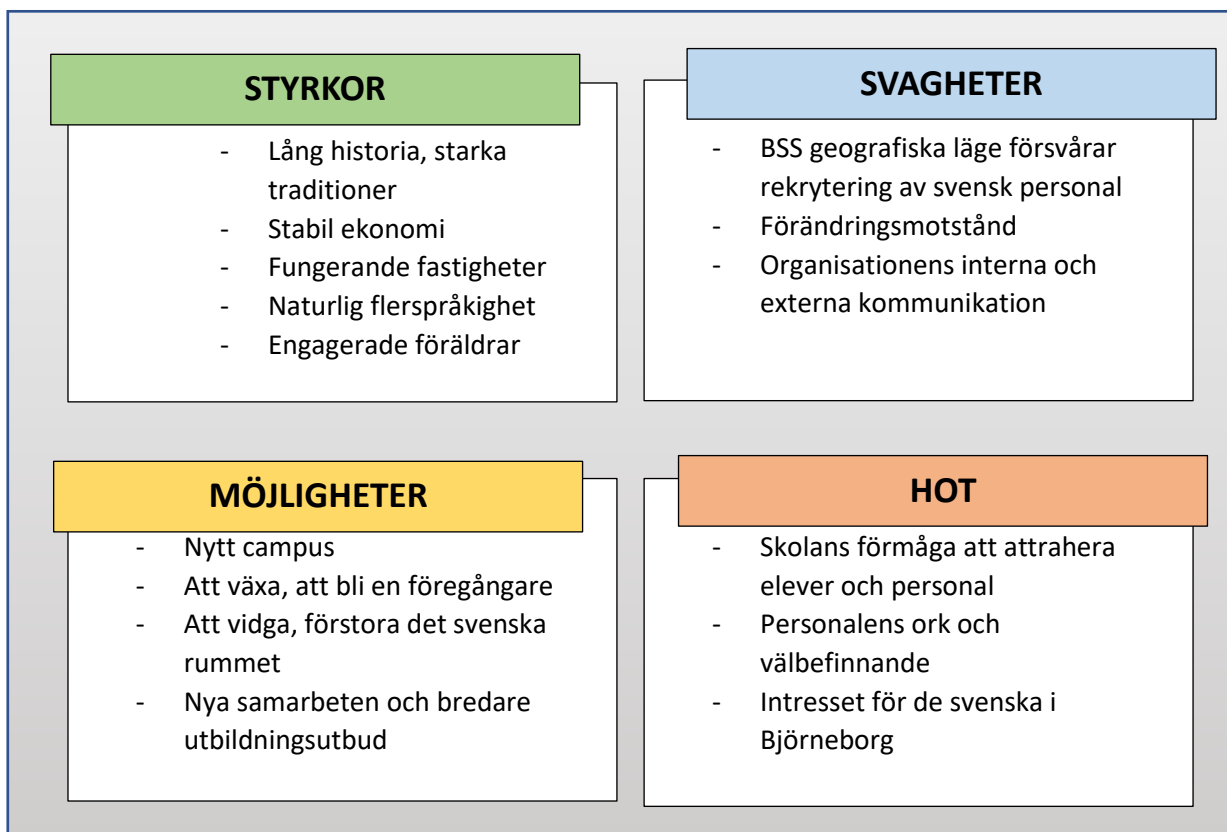 STYRKOR
- Lång historia, starka
traditioner
- Stabil ekonomi
- Fungerande fastigheter
- Naturlig flerspråkighet
- Engagerade föräldrar
SVAGHETER
- BSS geografiska läge försvårar
rekrytering av svensk personal
- Förändringsmotstånd
- Organisationens interna och
externa kommunikation
MÖJLIGHETER
- Nytt campus
- Att växa, att bli en föregångare
- Att vidga, förstora det svenska
rummet
- Nya samarbeten och bredare
utbildningsutbud
HOT
- Skolans förmåga att attrahera
elever och personal
- Personalens ork och
välbefinnande
- Intresset för de svenska i
Björneborg